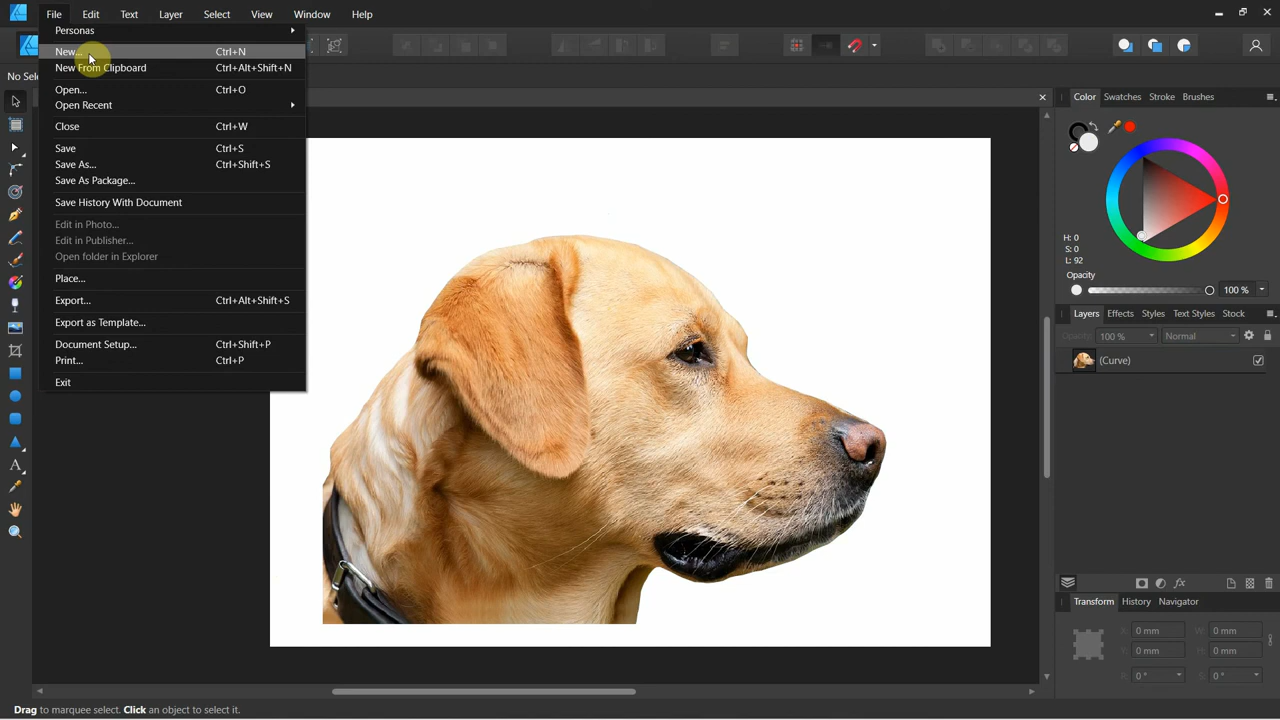 File Edit Text Layer Select View Window Help
Personas
New... Ctrl+N
New From Clipboard Ctrl+Alt+Shift+N
Open... Ctrl+O
Open Recent
Close Ctrl+W
Save Ctrl+S
Save As... Ctrl+Shift+S
Save As Package...
Save History With Document
Edit in Photo...
Edit in Publisher...
Open folder in Explorer
Place...
Export... Ctrl+Alt+Shift+S
Export as Template...
Document Setup... Ctrl+Shift+P
Print... Ctrl+P
Exit
No Sele
Color Swatches Stroke Brushes
H: 0
S: 0
L: 92
Opacity
100 %
Layers Effects Styles Text Styles Stock
Opacity: 100 % Normal
(Curve)
Transform History Navigator
X: 0 mm W: 0 mm
Y: 0 mm H: 0 mm
R: 0 ° S: 0 °
Drag to marquee select. Click an object to select it.